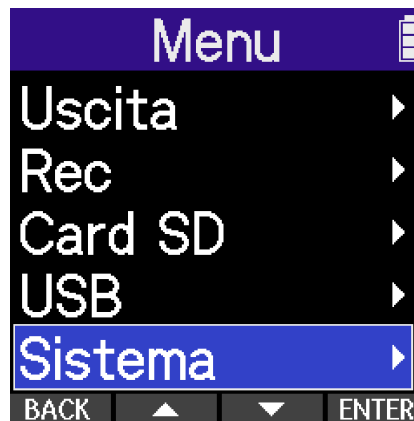 Menu
Uscita
Rec
Card SD
USB
Sistema
BACK ENTER